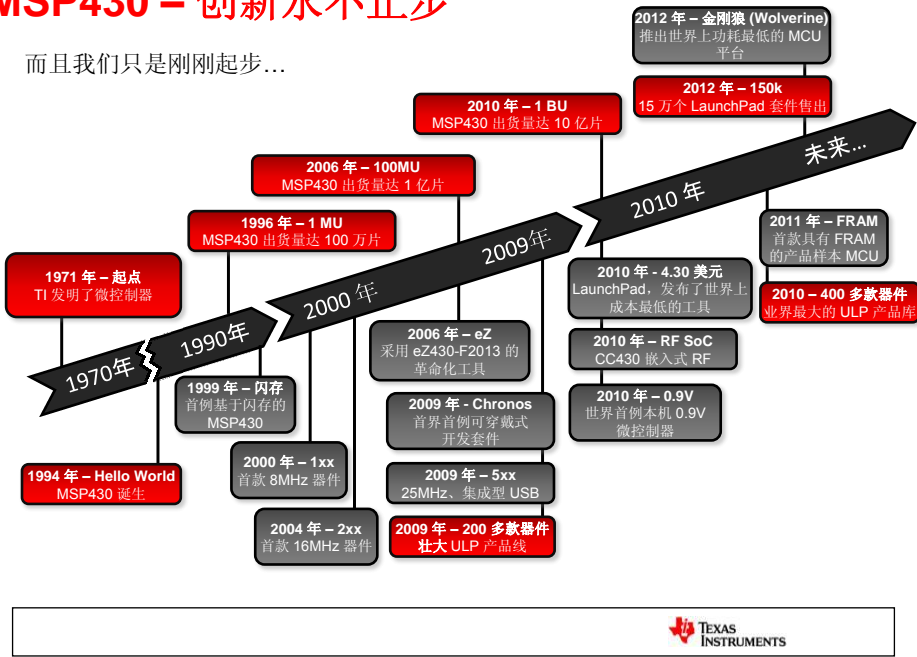 MSP430 – 创新永不止步
而且我们只是刚刚起步…
2012 年 – 金刚狼 (Wolverine)
推出世界上功耗最低的 MCU
平台
2012 年 – 150k
15 万个 LaunchPad 套件售出
2010 年 – 1 BU
MSP430 出货量达 10 亿片
2006 年 – 100MU
MSP430 出货量达 1 亿片
1996 年 – 1 MU
MSP430 出货量达 100 万片
1971 年 – 起点
TI 发明了微控制器
1970年
1990年
2000 年
2009年
2010 年
未来...
1994 年 – Hello World
MSP430 诞生
1999 年 – 闪存
首例基于闪存的
MSP430
2000 年 – 1xx
首款 8MHz 器件
2004 年 – 2xx
首款 16MHz 器件
2006 年 – eZ
采用 eZ430-F2013 的
革命化工具
2009 年 - Chronos
首界首例可穿戴式
开发套件
2009 年 – 5xx
25MHz、集成型 USB
2009 年 – 200 多款器件
壮大 ULP 产品线
2010 年 - 4.30 美元
LaunchPad，发布了世界上
成本最低的工具
2010 年 – RF SoC
CC430 嵌入式 RF
2010 年 – 0.9V
世界首例本机 0.9V
微控制器
2011 年 – FRAM
首款具有 FRAM
的产品样本 MCU
2010 – 400 多款器件
业界最大的 ULP 产品库
TEXAS
INSTRUMENTS